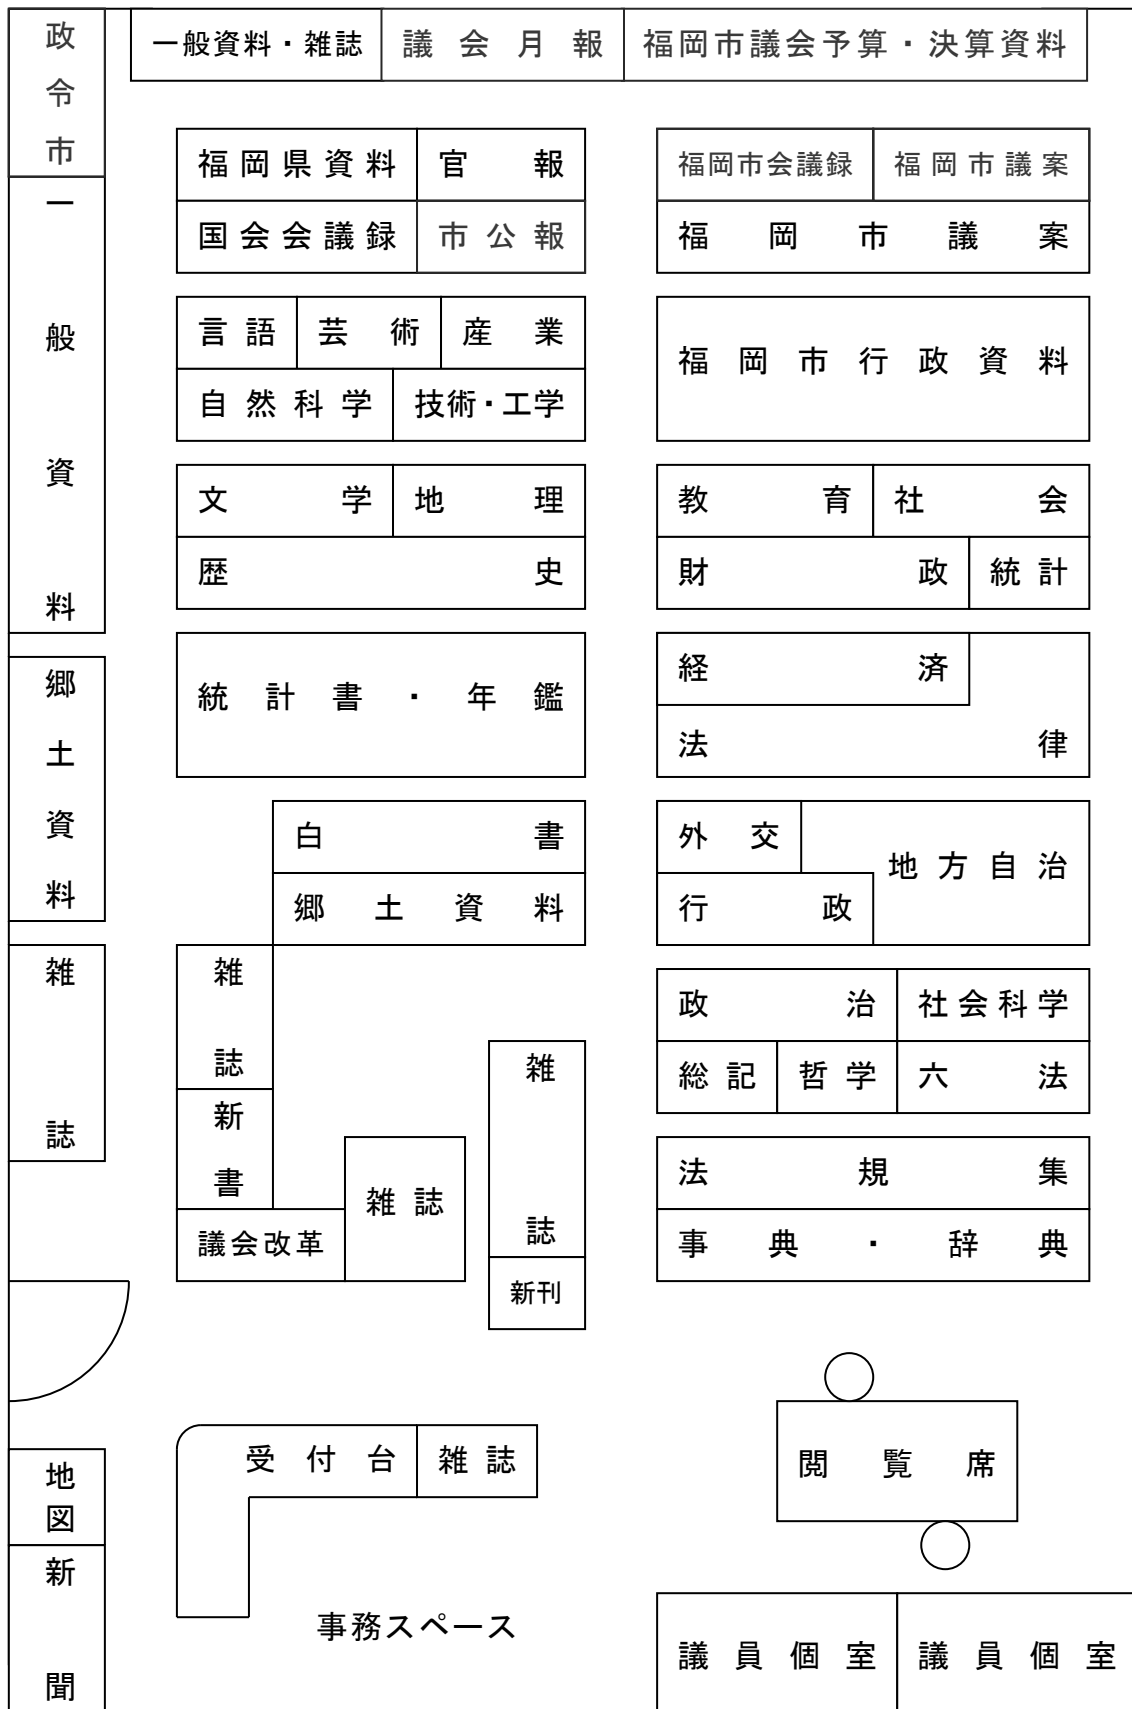 政令市
一般資料・雑誌
議会月報
福岡市議会予算・決算資料
一般資料
郷土資料
雑誌
福岡県資料
官報
国会会議録
市公報
福岡市会議録
福岡市議案
福岡市議案
言語
芸術
産業
自然科学
技術・工学
福岡市行政資料
文学
地理
歴史
教育
社会
財政
統計
統計書・年鑑
経済
法律
白書
郷土資料
外交
地方自治
行政
雑誌
新書
議会改革
雑誌
雑誌
新刊
政治
社会科学
総記
哲学
六法
法規集
事典・辞典
受付台
雑誌
閲覧席
地図
新聞
事務スペース
議員個室
議員個室